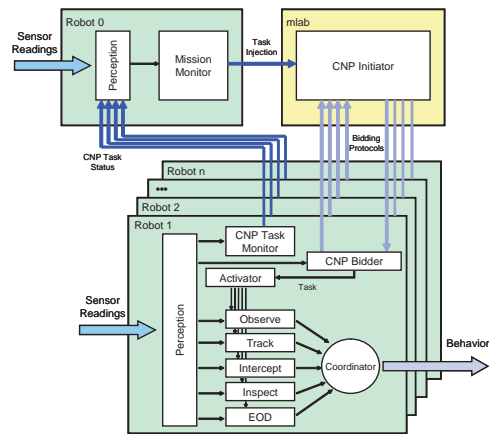 Robot 0
mlab
Sensor
Readings
Perception
Mission
Monitor
Task
Injection
CNP Initiator
CNP Task
Status
Bidding
Protocols
Robot n
•••
Robot 2
Robot 1
CNP Task
Monitor
CNP Bidder
Activator
Task
Sensor
Readings
Perception
Observe
Track
Intercept
Inspect
EOD
Coordinator
Behavior